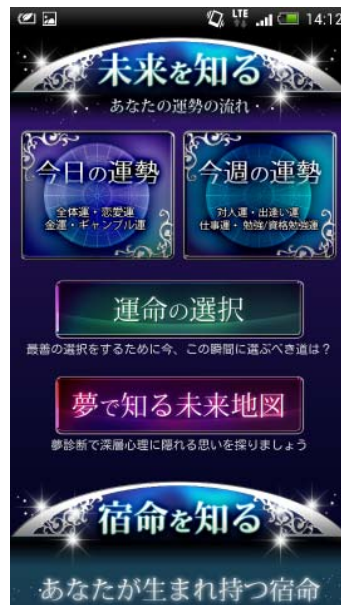 LTE 14:12
未来を知る
あなたの運勢の流れ
今日の運勢
全体運・恋愛運
金運・ギャンブル運
今週の運勢
対人運・出逢い運
仕事運・勉強/資格勉強運
運命の選択
最善の選択をするために今、この瞬間に選ぶべき道は？
夢で知る未来地図
夢診断で深層心理に隠れる思いを探りましょう
宿命を知る
あなたが生まれ持つ宿命